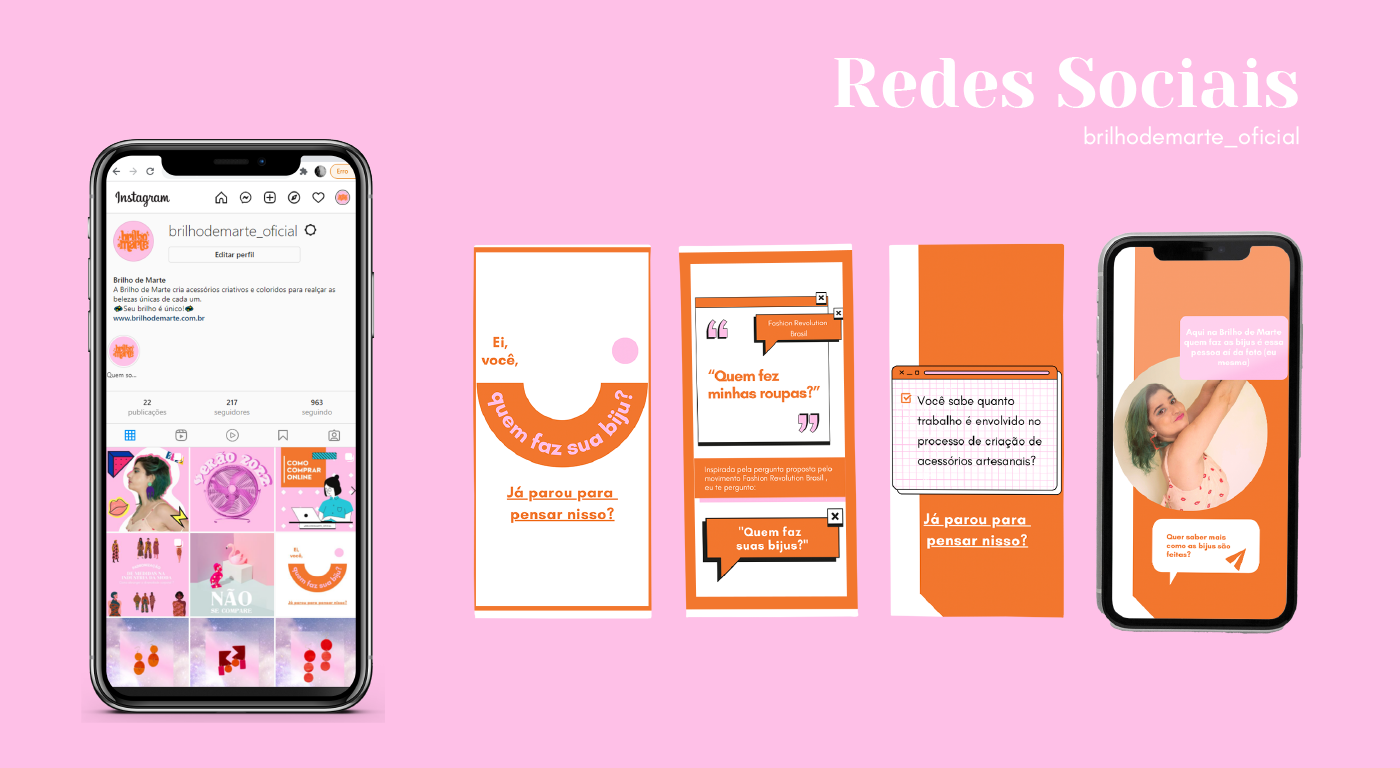 Redes Sociais
brilhodemarte_oficial
Erro
Instagram
brilho
marte
brilhodemarte_oficial
Editar perfil
Brilho de Marte
A Brilho de Marte cria acessórios criativos e coloridos para realçar as
belezas únicas de cada um.
Seu brilho é único!
www.brilhodemarte.com.br
Quem so...
22
publicações
217
seguidores
963
seguindo
verão 2022
COMO
COMPRAR
ONLINE
NÃO
SE COMPARE
Ei,
você,
quem faz sua biju?
Já parou para pensar nisso?
Ei,
você,
quem faz sua biju?
Já parou para
pensar nisso?
Fashion Revolution
Brasil
“Quem fez
minhas roupas?”
Inspirada pela pergunta proposta pelo
movimento Fashion Revolution Brasil ,
eu te pergunto:
"Quem faz
suas bijus?"
Você sabe quanto
trabalho é envolvido no
processo de criação de
acessórios artesanais?
Já parou para
pensar nisso?
Aqui na Brilho de Marte
quem faz as bijus é essa
pessoa aí da foto (eu
mesma)
Quer saber mais
como as bijus são
feitas?